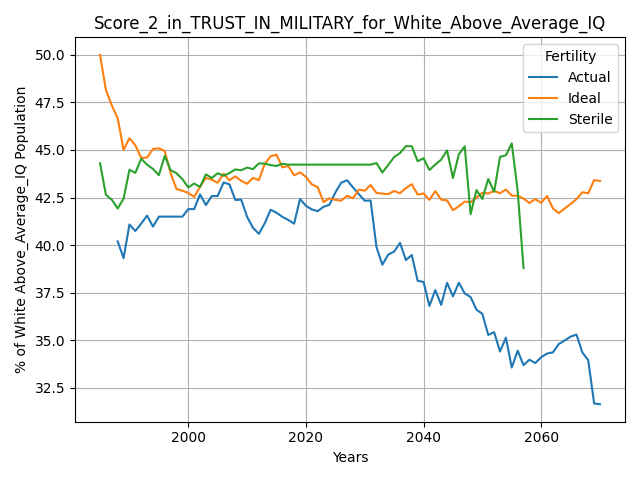 Score_2_in_TRUST_IN_MILITARY_for_White_Above_Average_IQ
Fertility
Actual
Ideal
Sterile
% of White Above_Average_IQ Population
50.0
47.5
45.0
42.5
40.0
37.5
35.0
32.5
2000
2020
2040
2060
Years